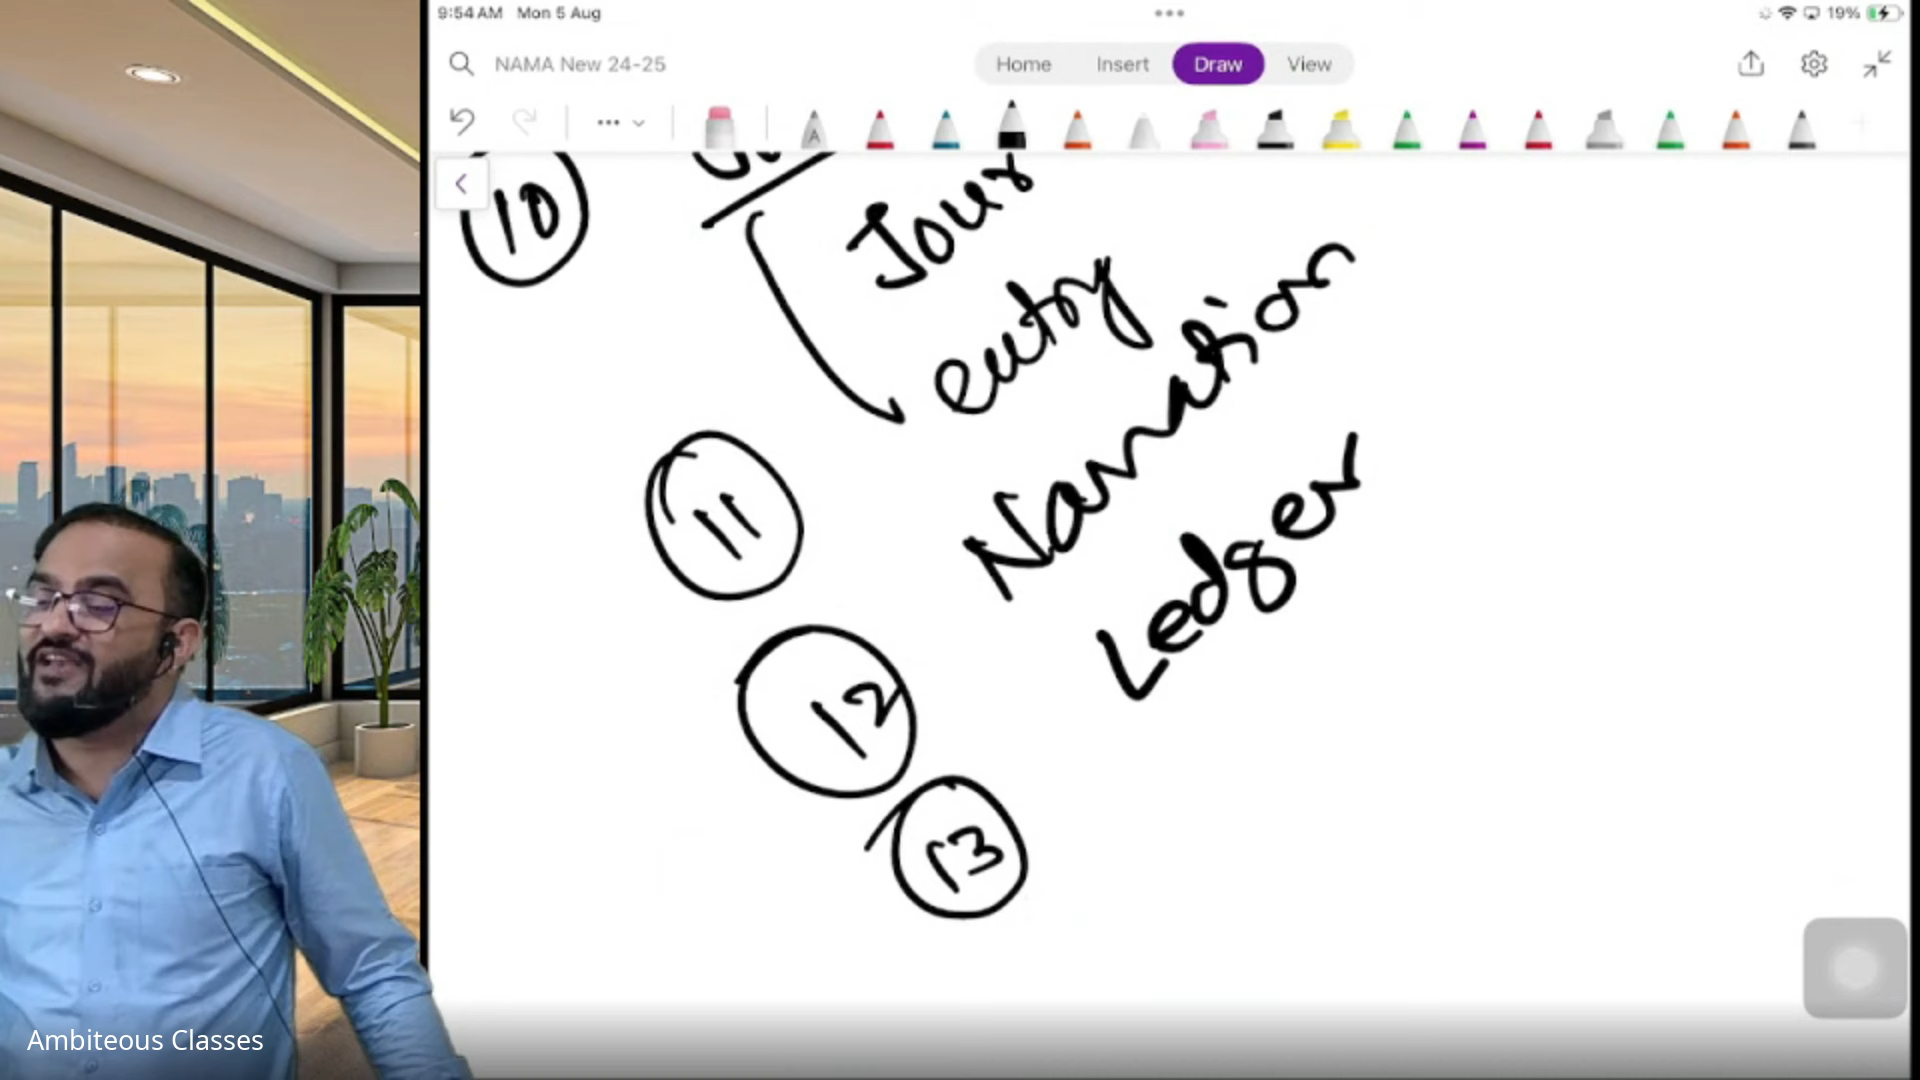 9:54 AM Mon 5 Aug
19%
NAMA New 24-25
Home Insert Draw View
A
10
Jour
entry
11
Narration
12
Ledger
13
Ambiteous Classes